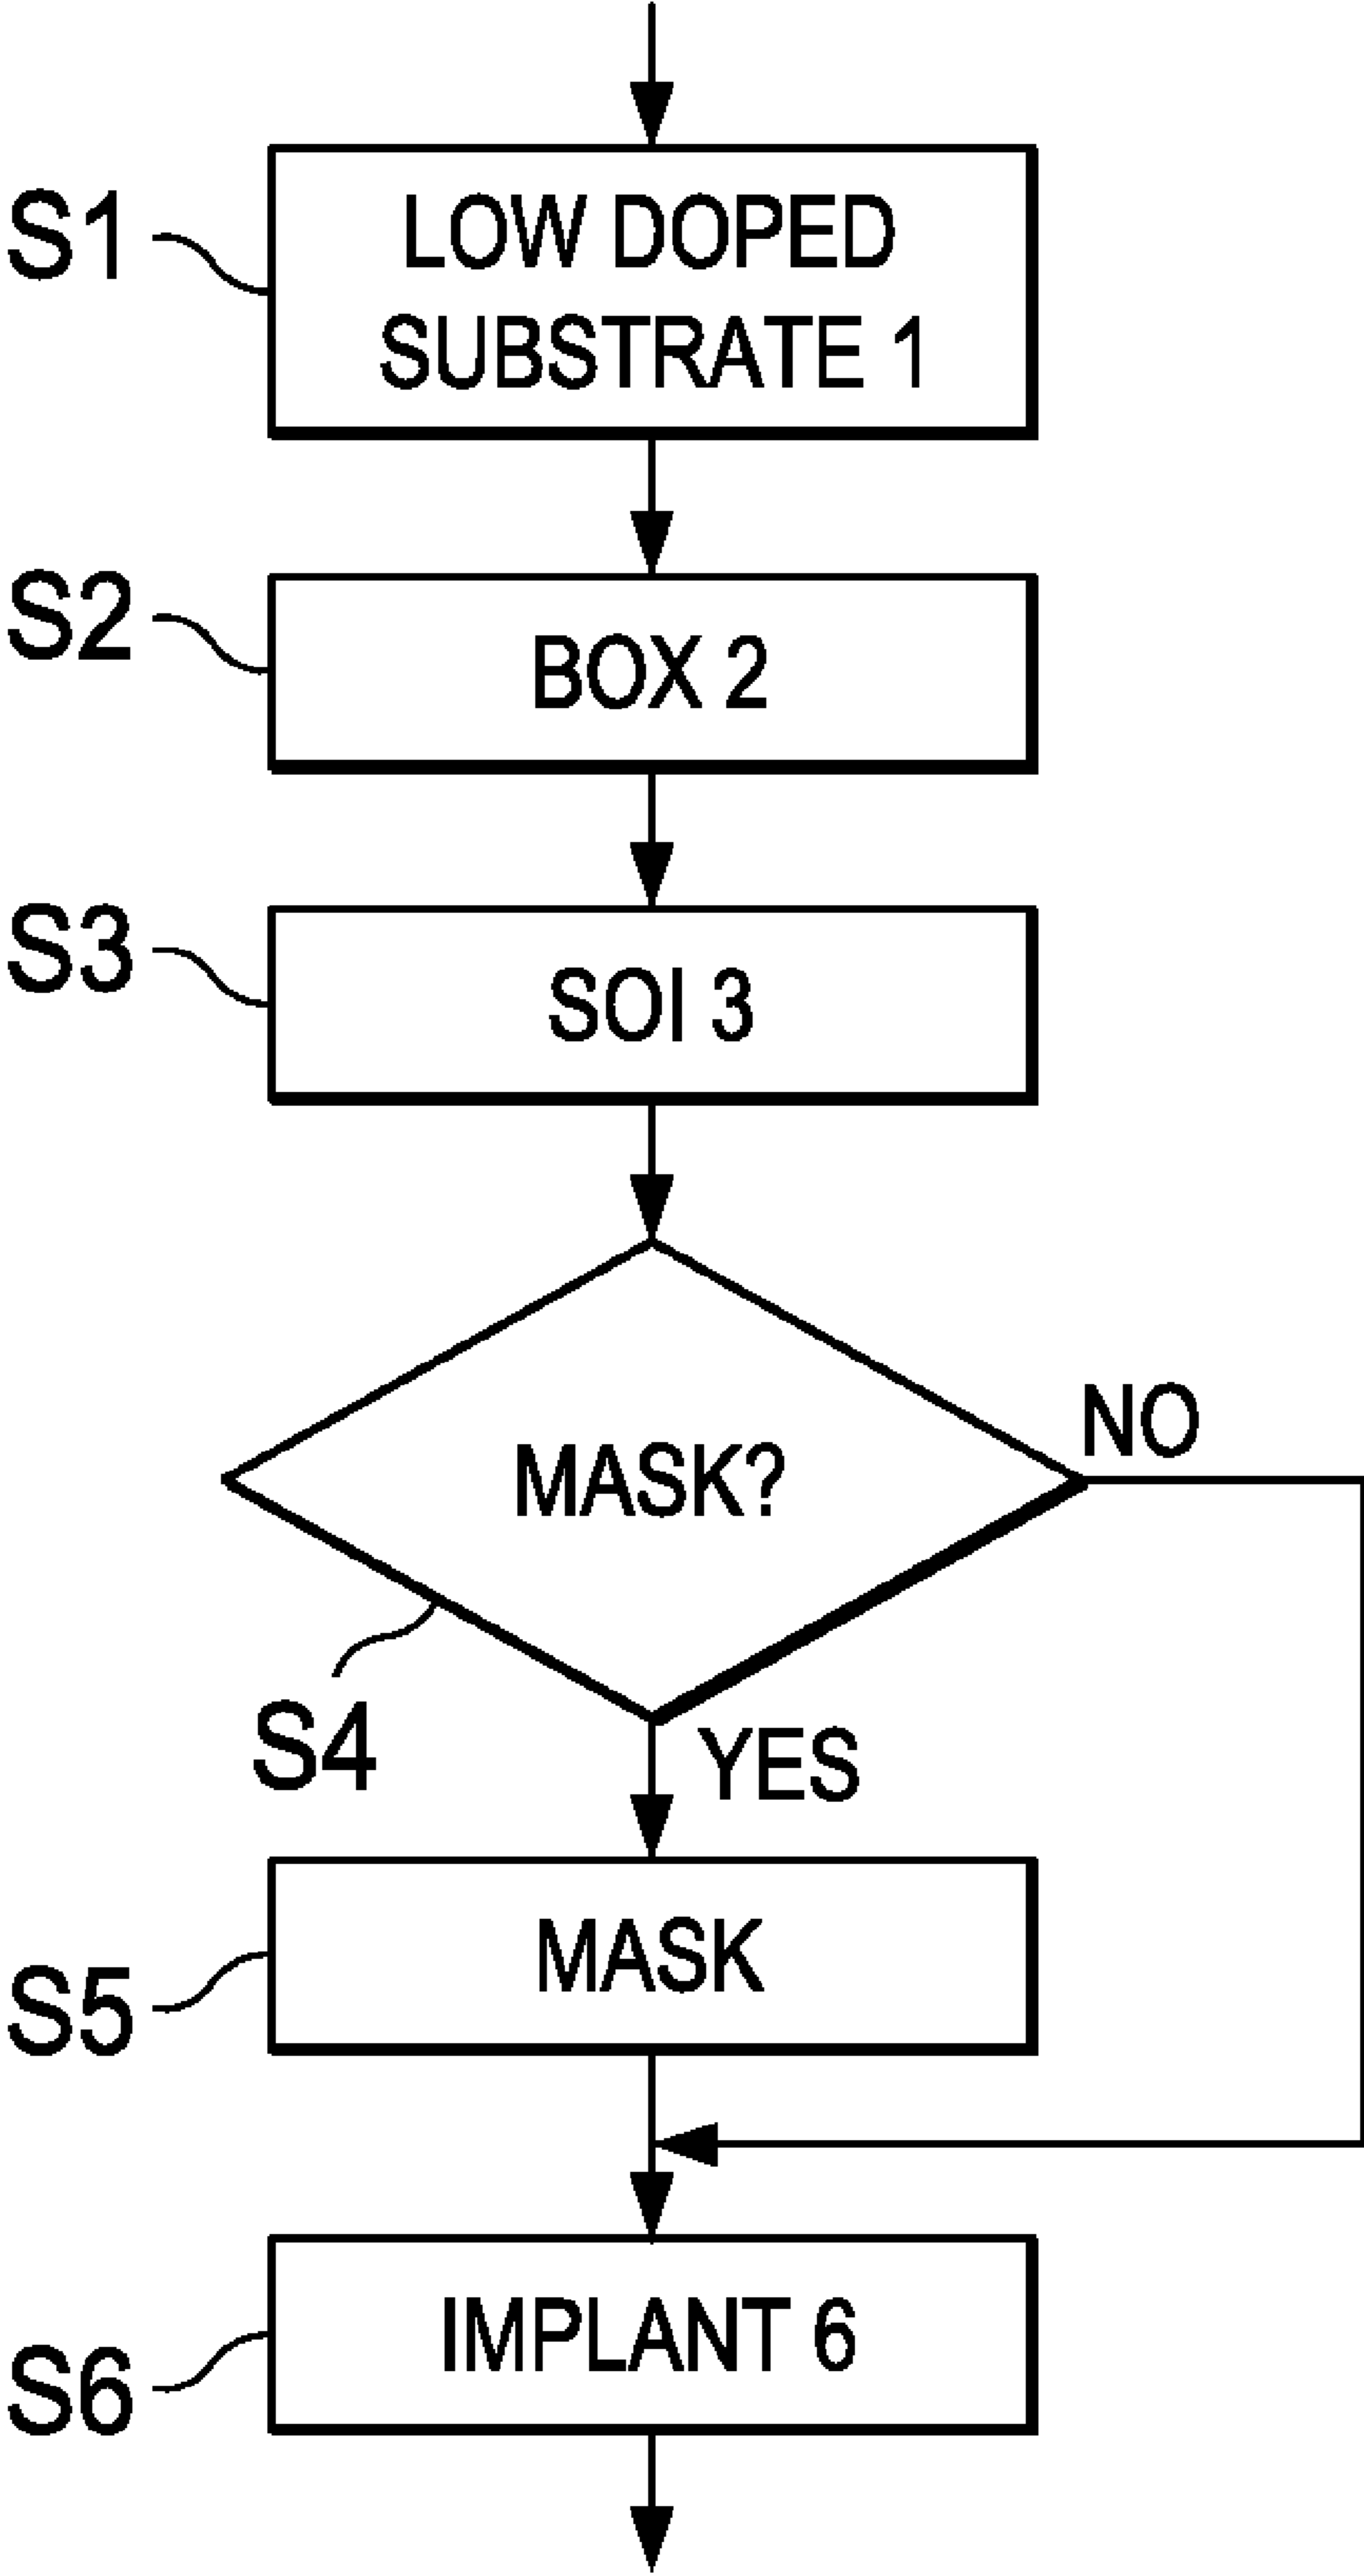 S1
LOW DOPED
SUBSTRATE 1
S2
BOX 2
S3
SOI 3
MASK?
NO
S4
YES
S5
MASK
S6
IMPLANT 6